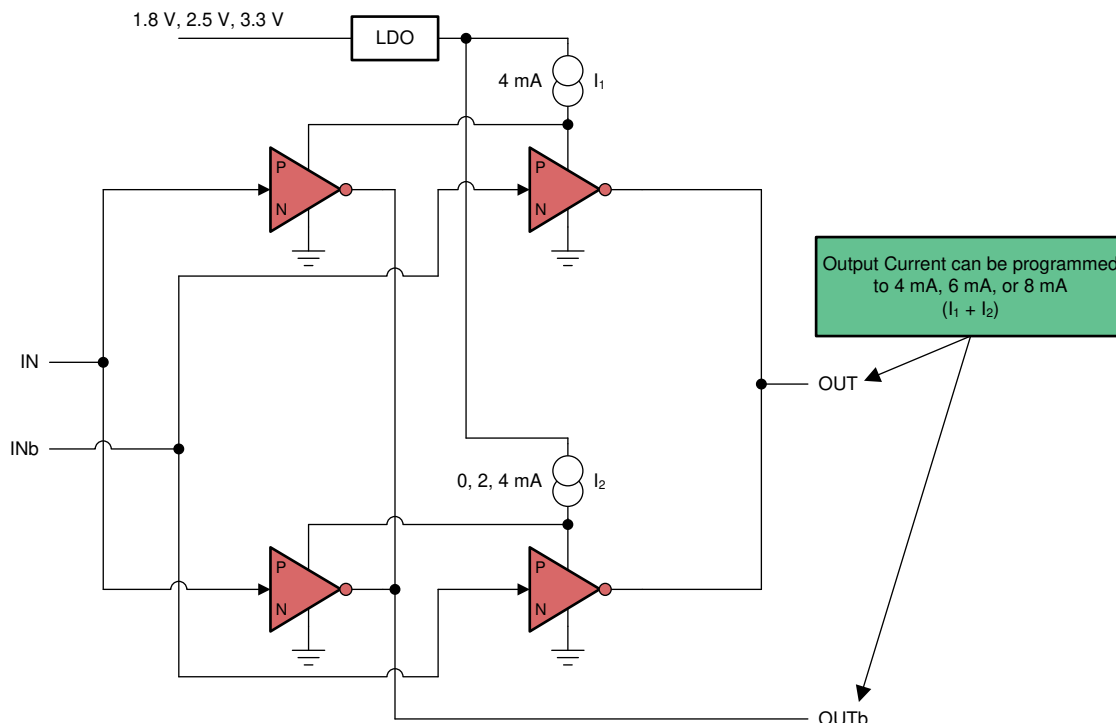 1.8 V, 2.5 V, 3.3 V
LDO
4 mA
I₁
P
N
P
N
Output Current can be programmed
to 4 mA, 6 mA, or 8 mA
(I₁ + I₂)
IN
OUT
INb
0, 2, 4 mA
I₂
P
N
P
N
OUTb